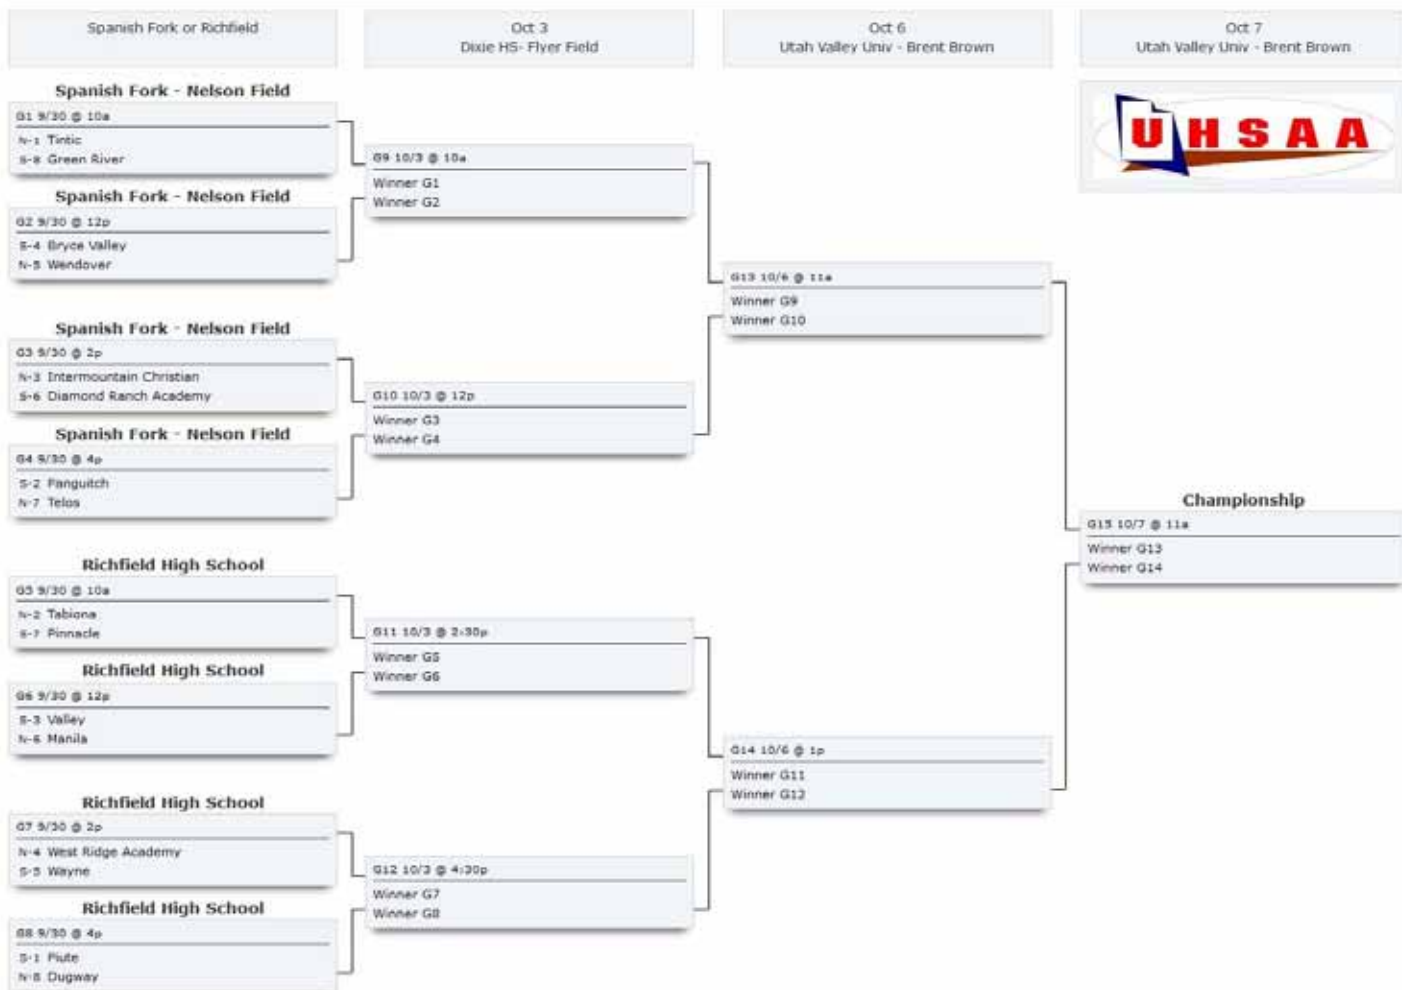 Spanish Fork or Richfield
Oct 3
Dixie HS- Flyer Field
Oct 6
Utah Valley Univ - Brent Brown
Oct 7
Utah Valley Univ - Brent Brown
UHSAA
Spanish Fork - Nelson Field
G1 9/30 @ 10a
N-1 Tintic
S-8 Green River
Spanish Fork - Nelson Field
G2 9/30 @ 12p
S-4 Bryce Valley
N-5 Wendover
Spanish Fork - Nelson Field
G3 9/30 @ 2p
N-3 Intermountain Christian
S-6 Diamond Ranch Academy
Spanish Fork - Nelson Field
G4 9/30 @ 4p
S-2 Panguitch
N-7 Telos
Richfield High School
G5 9/30 @ 10a
N-2 Tabiona
S-7 Pinnacle
Richfield High School
G6 9/30 @ 12p
S-3 Valley
N-6 Manila
Richfield High School
G7 9/30 @ 2p
N-4 West Ridge Academy
S-5 Wayne
Richfield High School
G8 9/30 @ 4p
S-1 Piute
N-8 Dugway
G9 10/3 @ 10a
Winner G1
Winner G2
G10 10/3 @ 12p
Winner G3
Winner G4
G11 10/3 @ 2:30p
Winner G5
Winner G6
G12 10/3 @ 4:30p
Winner G7
Winner G8
G13 10/6 @ 11a
Winner G9
Winner G10
G14 10/6 @ 1p
Winner G11
Winner G12
Championship
G15 10/7 @ 11a
Winner G13
Winner G14